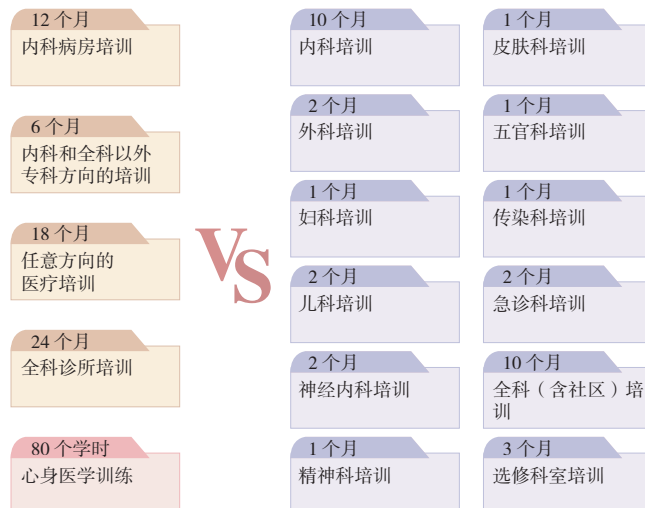 12 个月
内科病房培训
6 个月
内科和全科以外
专科方向的培训
18 个月
任意方向的
医疗培训
24 个月
全科诊所培训
80 个学时
心身医学训练
VS
10 个月
内科培训
2 个月
外科培训
1 个月
妇科培训
2 个月
儿科培训
2 个月
神经内科培训
1 个月
精神科培训
1 个月
皮肤科培训
1 个月
五官科培训
1 个月
传染科培训
2 个月
急诊科培训
10 个月
全科（含社区）培
训
3 个月
选修科室培训